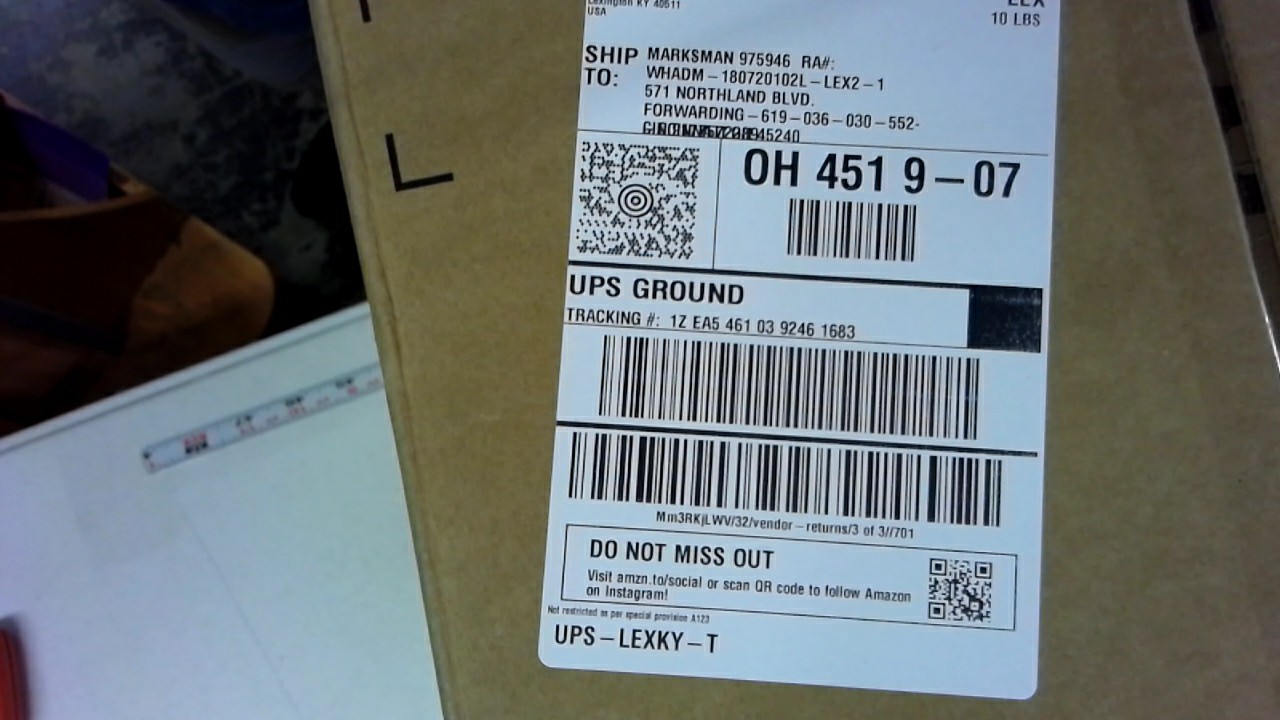 Lexington KY 40511
USA
LEX
10 LBS
SHIP TO:
MARKSMAN 975946 RA#:
WHADM-180720102L-LEX2-1
571 NORTHLAND BLVD.
FORWARDING-619-036-030-552-
OH 451 9-07
UPS GROUND
TRACKING #: 1Z EA5 461 03 9246 1683
Mm3RKjLWV/32/vendor-returns/3 of 3//701
DO NOT MISS OUT
Visit amzn.to/social or scan QR code to follow Amazon
on Instagram!
Not restricted as per special provision A123
UPS-LEXKY-T